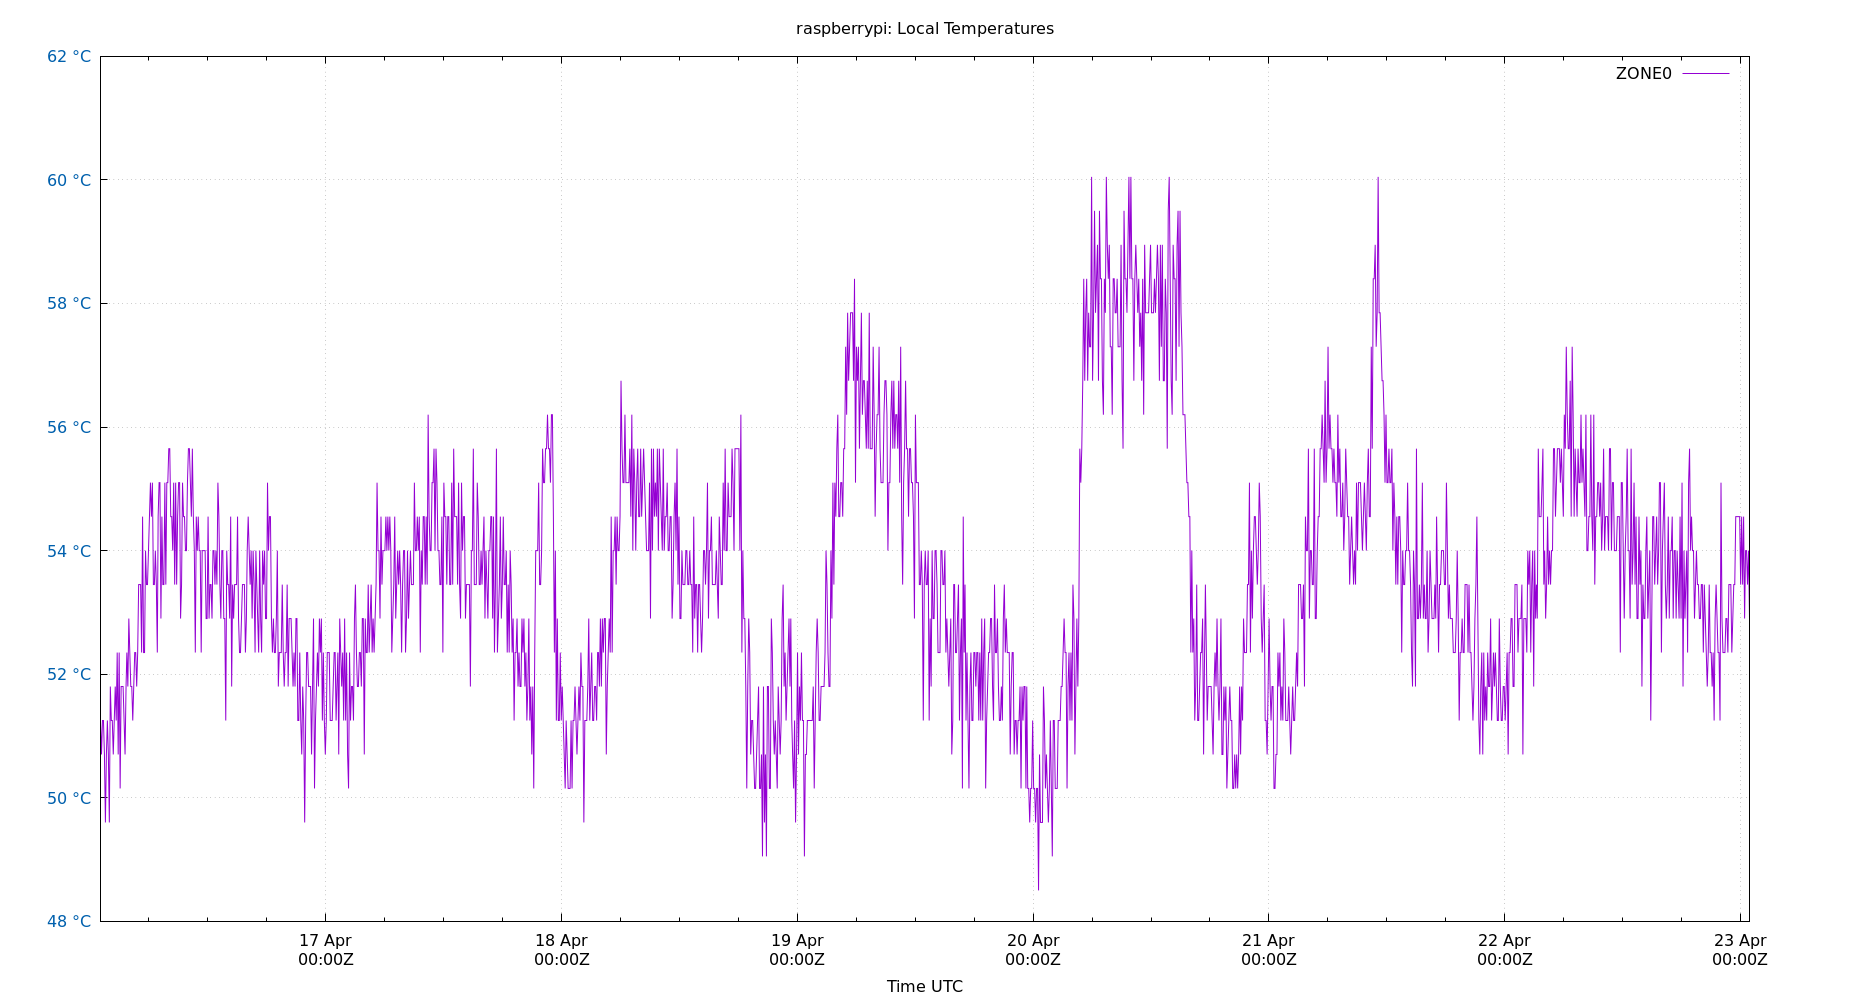 raspberrypi: Local Temperatures
62 °C
ZONE0
60 °C
58 °C
56 °C
54 °C
52 °C
50 °C
48 °C
17 Apr 18 Apr 19 Apr 20 Apr 21 Apr 22 Apr 23 Apr
00:00Z 00:00Z 00:00Z 00:00Z 00:00Z 00:00Z 00:00Z
Time UTC